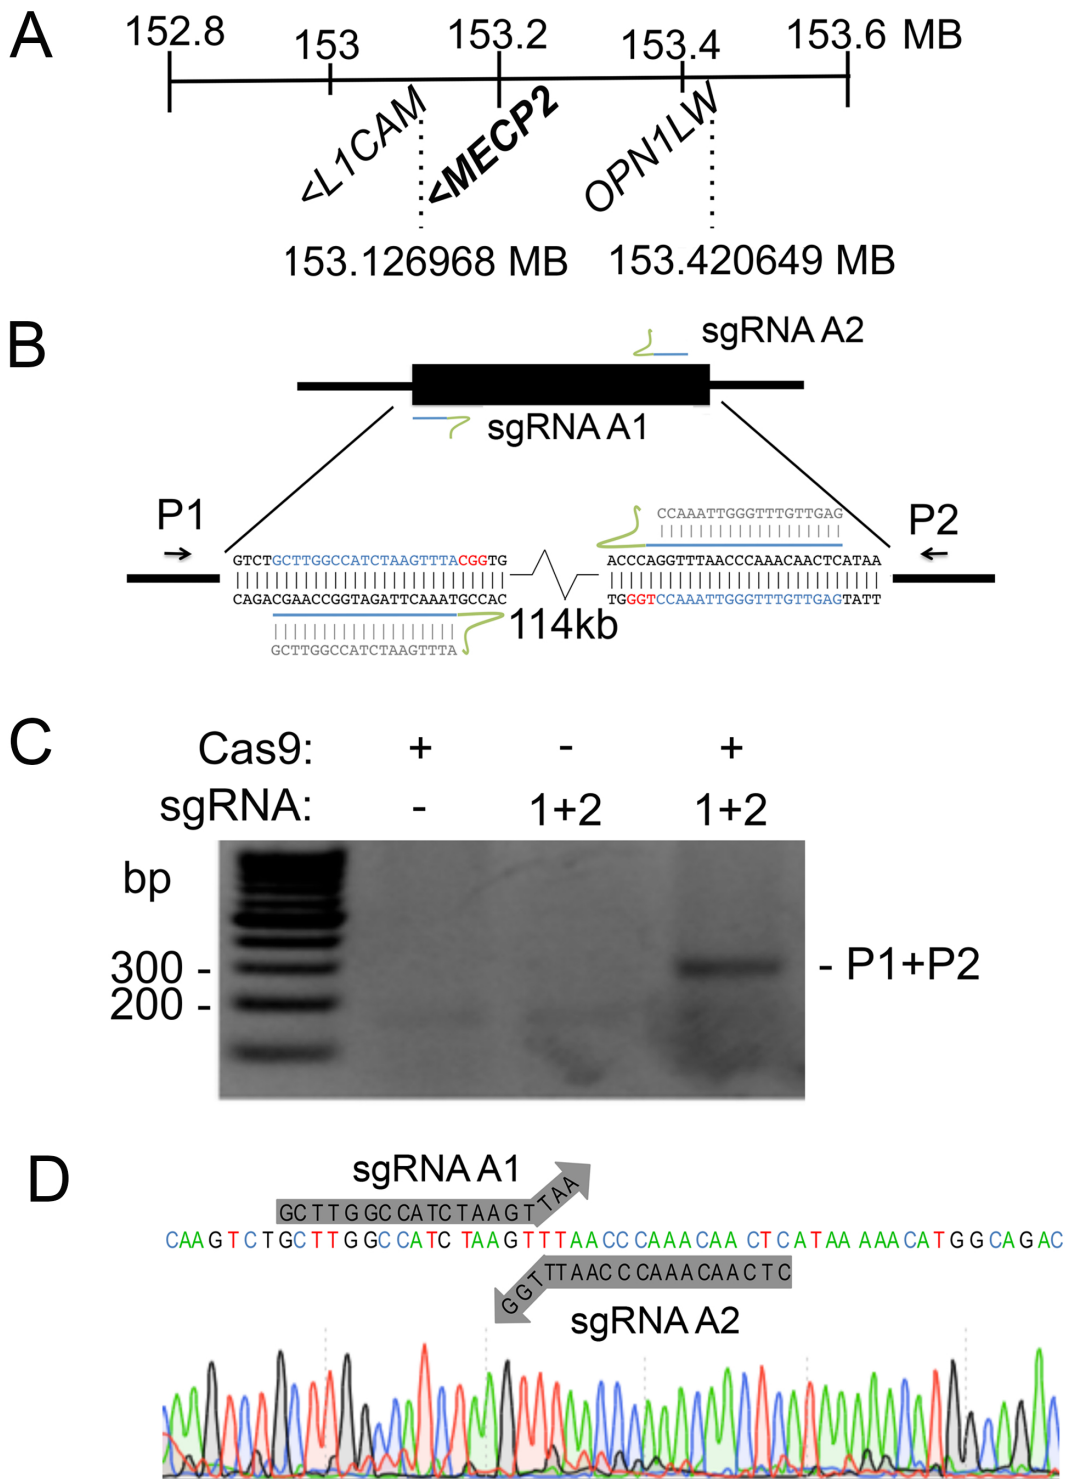 A
152.8 153 153.2 153.4 153.6 MB
<L1CAM <MECP2 OPN1LW
153.126968 MB 153.420649 MB
B
sgRNA A2
sgRNA A1
P1 CCAAATTGGGTTTGTTGAG P2
GTCTGCTTGGCCATCTAAGTTTACGGTG ACCCAGGTTTAACCCAAACAACTCATAA
CAGACGAACCGGTAGATTCAAATGCCAC TGGGTCCAAATTGGGTTTGTTGAGTATT
114kb
GCTTGGCCATCTAAGTTTA
C
Cas9: + - +
sgRNA: - 1+2 1+2
bp
300 - - P1+P2
200 -
D
sgRNA A1
GCTTGGCCATCTAAGTTAA
CAAGTCTGCTTGGCCATCTAAGTTTAACCCAAACAACTCATAAAAACATGGCAGAC
GGTTTAACCCAAACAACTC
sgRNA A2